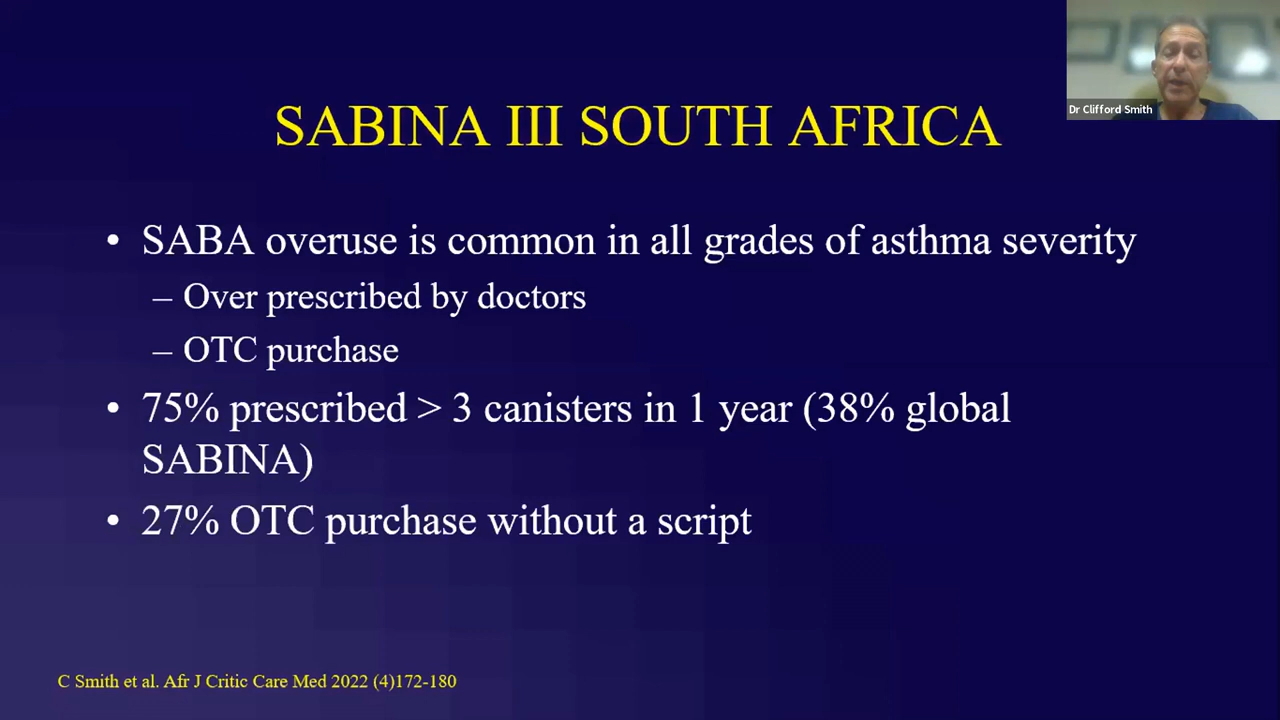 Dr Clifford Smith
SABINA III SOUTH AFRICA
• SABA overuse is common in all grades of asthma severity
– Over prescribed by doctors
– OTC purchase
• 75% prescribed > 3 canisters in 1 year (38% global
SABINA)
• 27% OTC purchase without a script
C Smith et al. Afr J Critic Care Med 2022 (4)172-180